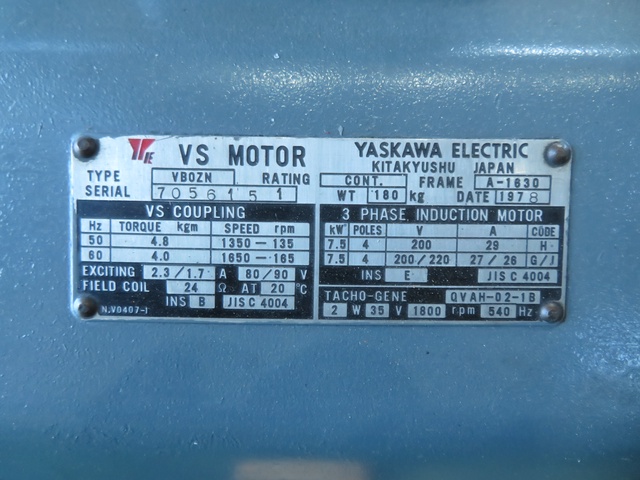 YE VS MOTOR YASKAWA ELECTRIC
KITAKYUSHU JAPAN
TYPE VBOZN RATING CONT. FRAME A-1630
SERIAL 7056151 WT 180 kg DATE 1978
VS COUPLING
Hz TORQUE kgm SPEED rpm
50 4.8 1350-135
60 4.0 1650-165
EXCITING 2.3/1.7 A 80/90 V
FIELD COIL 24 Ω AT 20 °C
INS B JIS C 4004
N.VD407-1
3 PHASE INDUCTION MOTOR
kW POLES V A CODE
7.5 4 200 29 H
7.5 4 200/220 27/26 G/J
INS E JIS C 4004
TACHO-GENE QVAH-02-1B
2 W 35 V 1800 rpm 540 Hz